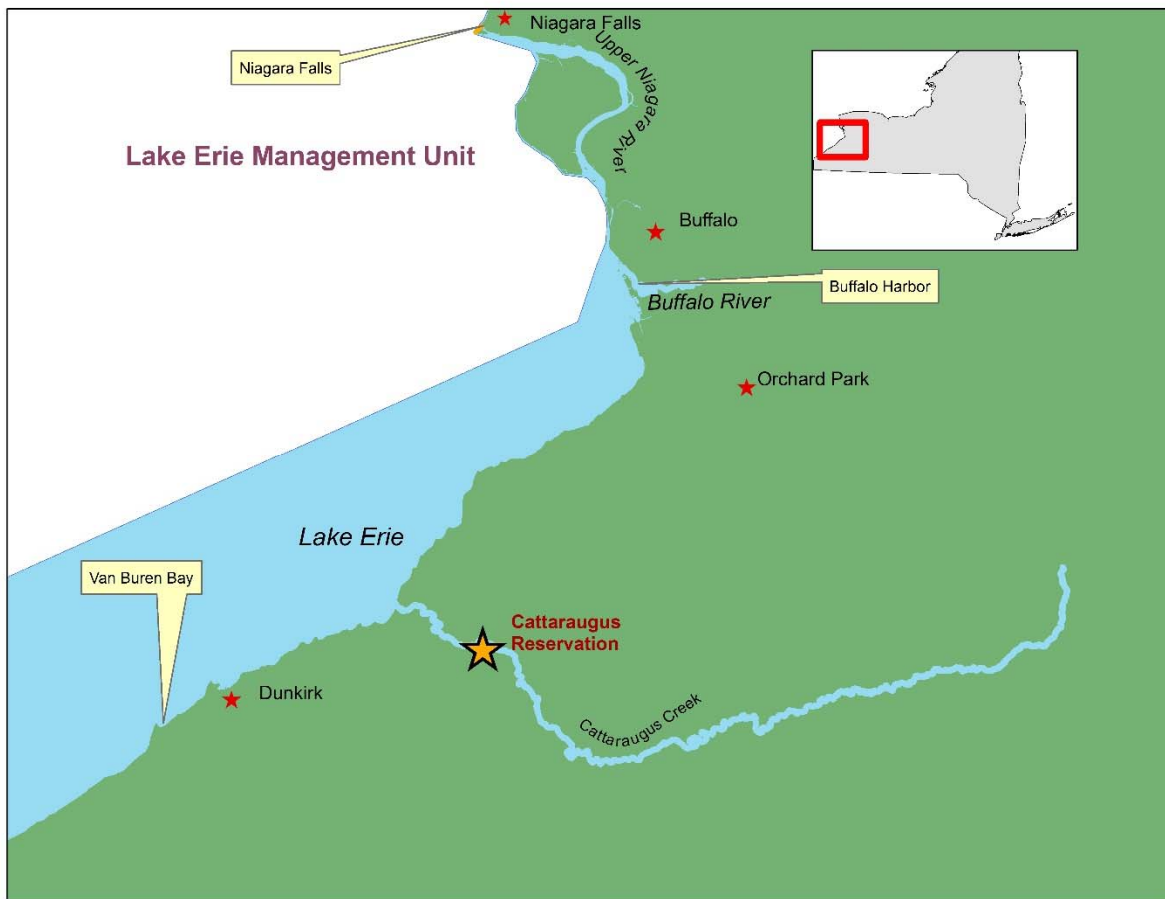 Niagara Falls
Niagara Falls
Upper Niagara River
River
Lake Erie Management Unit
Buffalo
Buffalo Harbor
Buffalo River
Orchard Park
Lake Erie
Van Buren Bay
Cattaraugus
Reservation
Dunkirk
Cattaraugus Creek